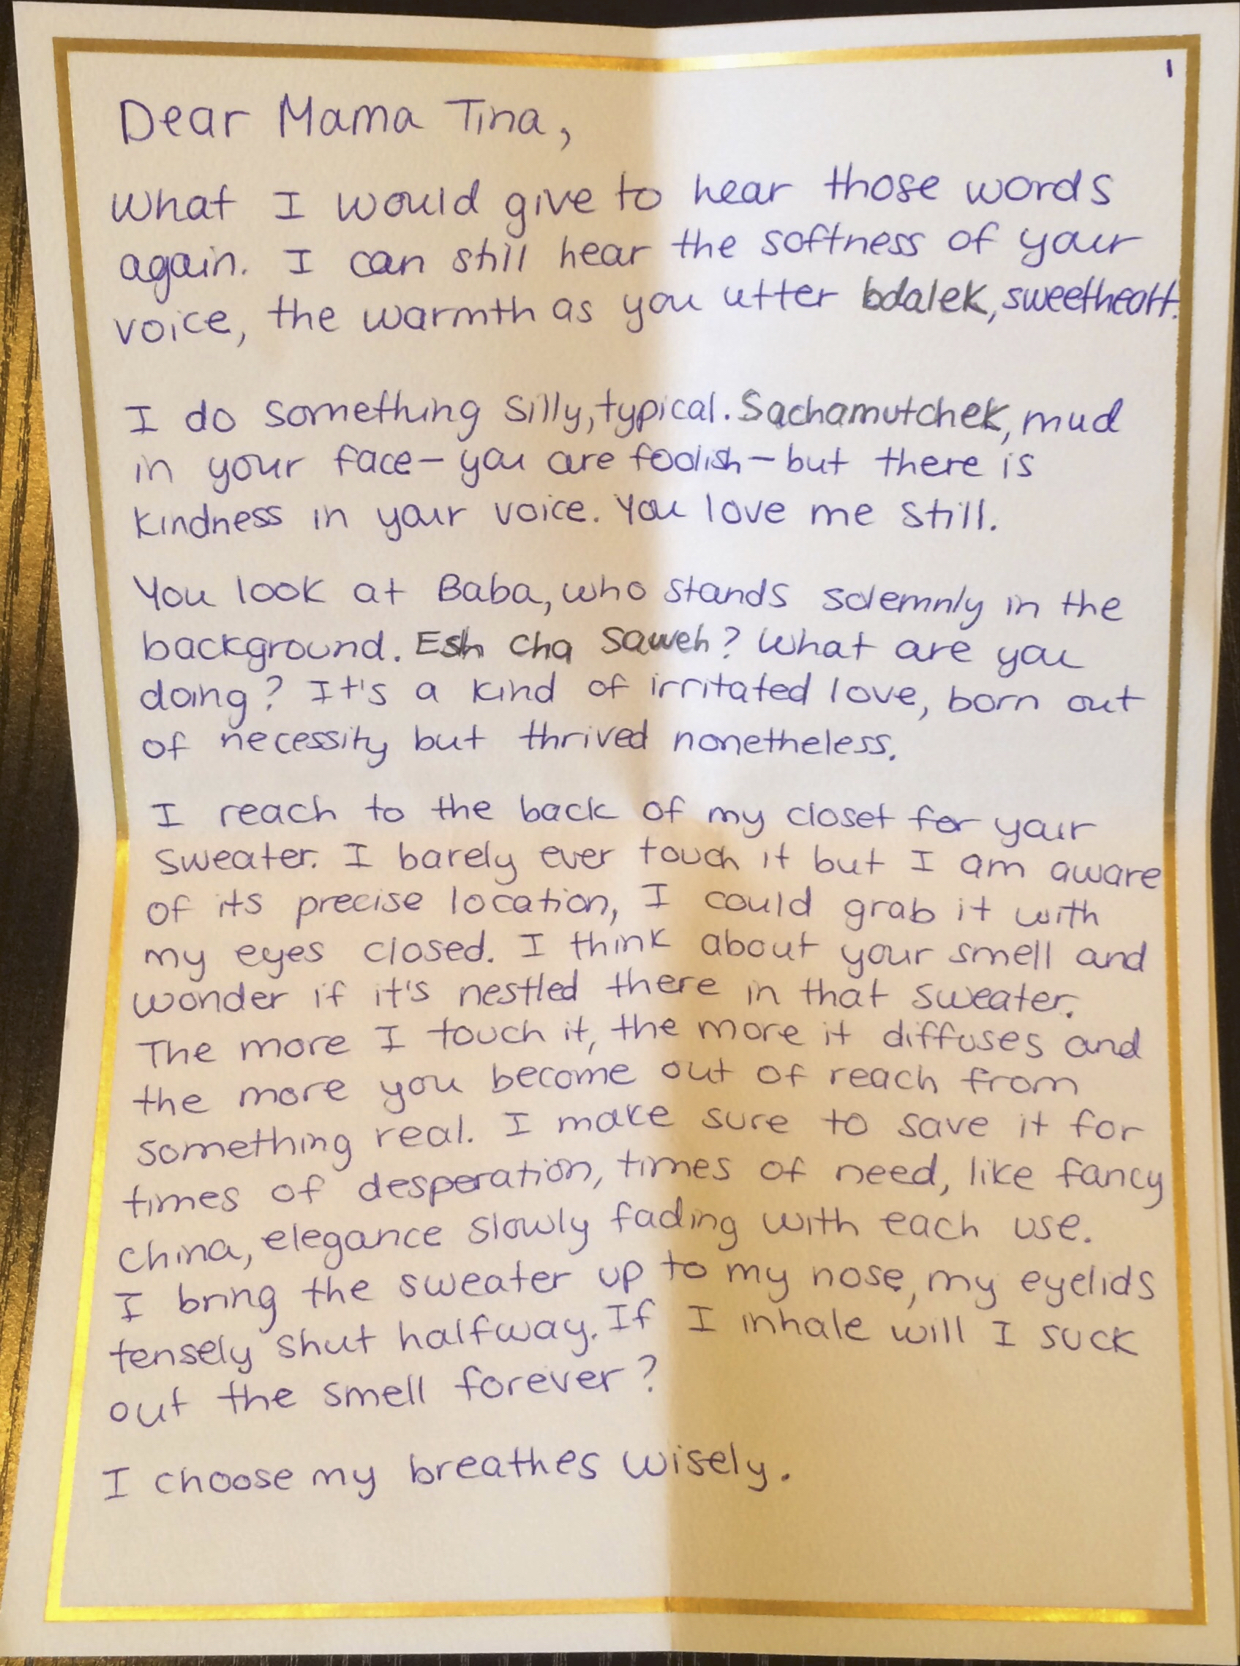 1
Dear Mama Tina,
What I would give to hear those words
again. I can still hear the softness of your
voice, the warmth as you utter bdalek, sweetheart.
I do something silly, typical. Sachamutchek, mud
in your face – you are foolish – but there is
kindness in your voice. You love me still.
You look at Baba, who stands solemnly in the
background. Esh cha saweh? What are you
doing? It's a kind of irritated love, born out
of necessity but thrived nonetheless.
I reach to the back of my closet for your
sweater. I barely ever touch it but I am aware
of its precise location, I could grab it with
my eyes closed. I think about your smell and
wonder if it's nestled there in that sweater.
The more I touch it, the more it diffuses and
the more you become out of reach from
something real. I make sure to save it for
times of desperation, times of need, like fancy
china, elegance slowly fading with each use.
I bring the sweater up to my nose, my eyelids
tensely shut halfway. If I inhale will I suck
out the smell forever?
I choose my breathes wisely.